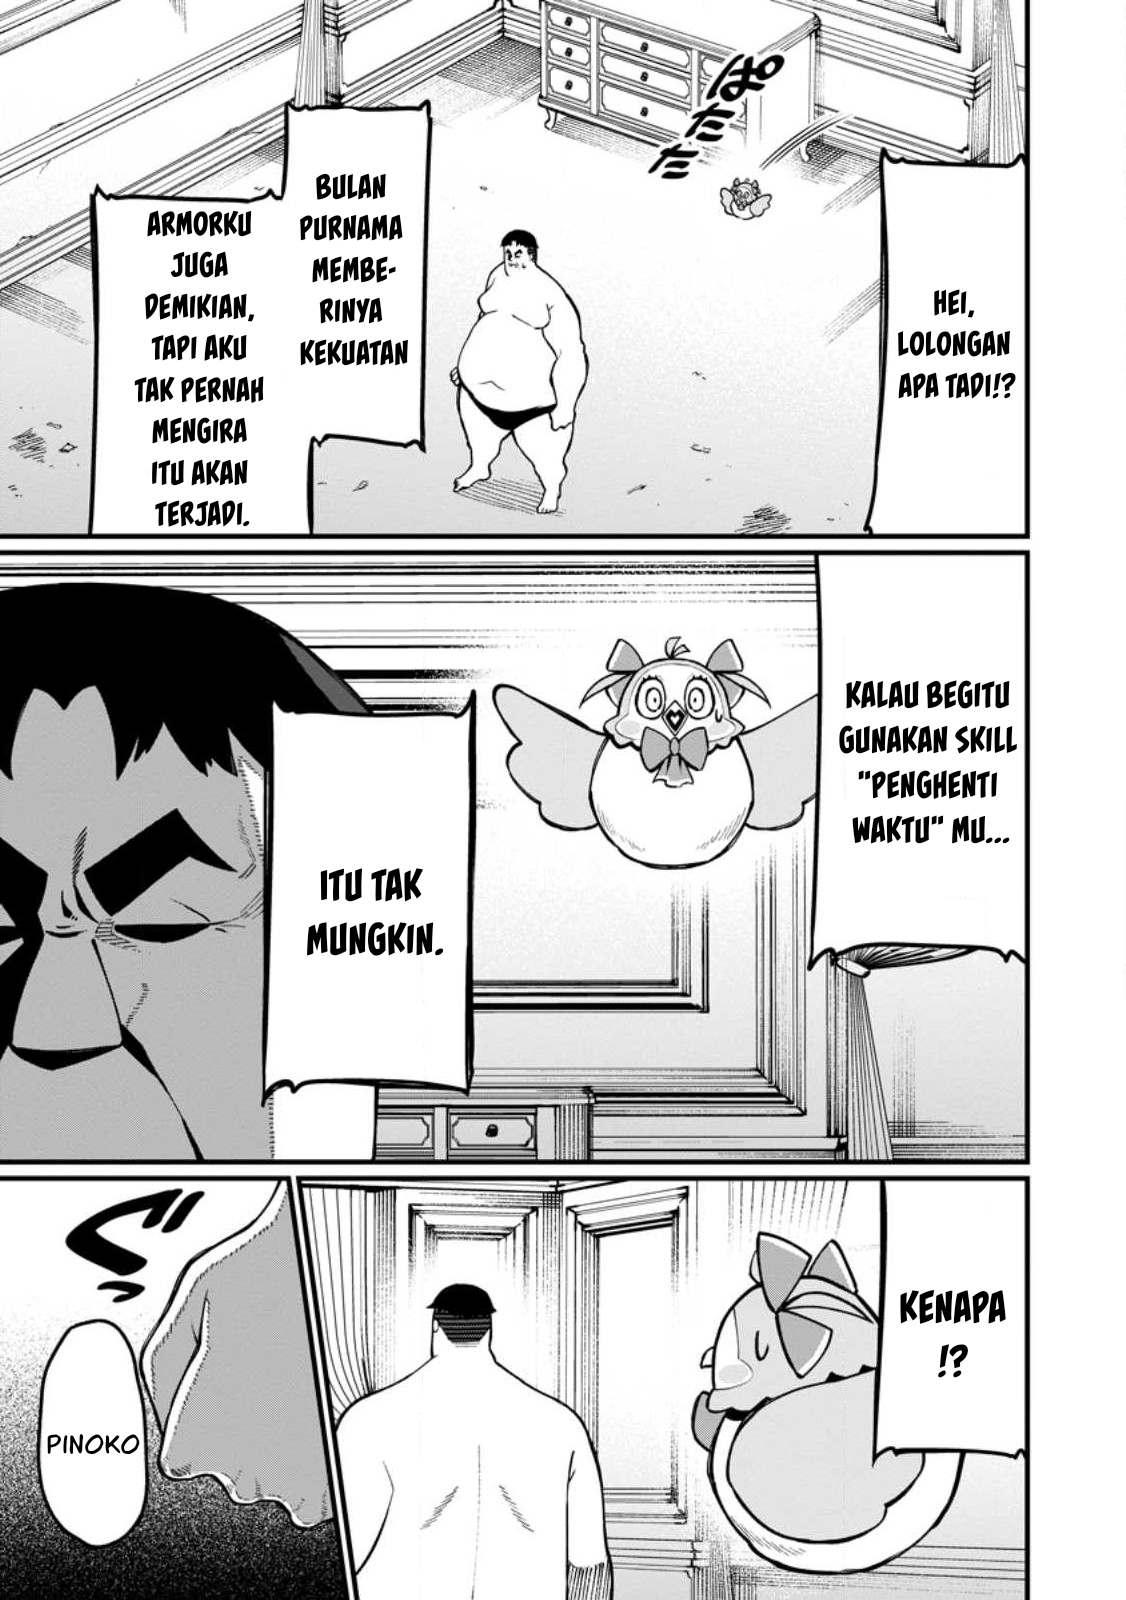 ぱたた
HEI,
LOLONGAN
APA TADI!?
BULAN
PURNAMA
MEMBE-
RINYA
KEKUATAN
ARMORKU
JUGA
DEMIKIAN,
TAPI AKU
TAK PERNAH
MENGIRA
ITU AKAN
TERJADI.
KALAU BEGITU
GUNAKAN SKILL
"PENGHENTI
WAKTU" MU...
ITU TAK
MUNGKIN.
KENAPA
!?
PINOKO